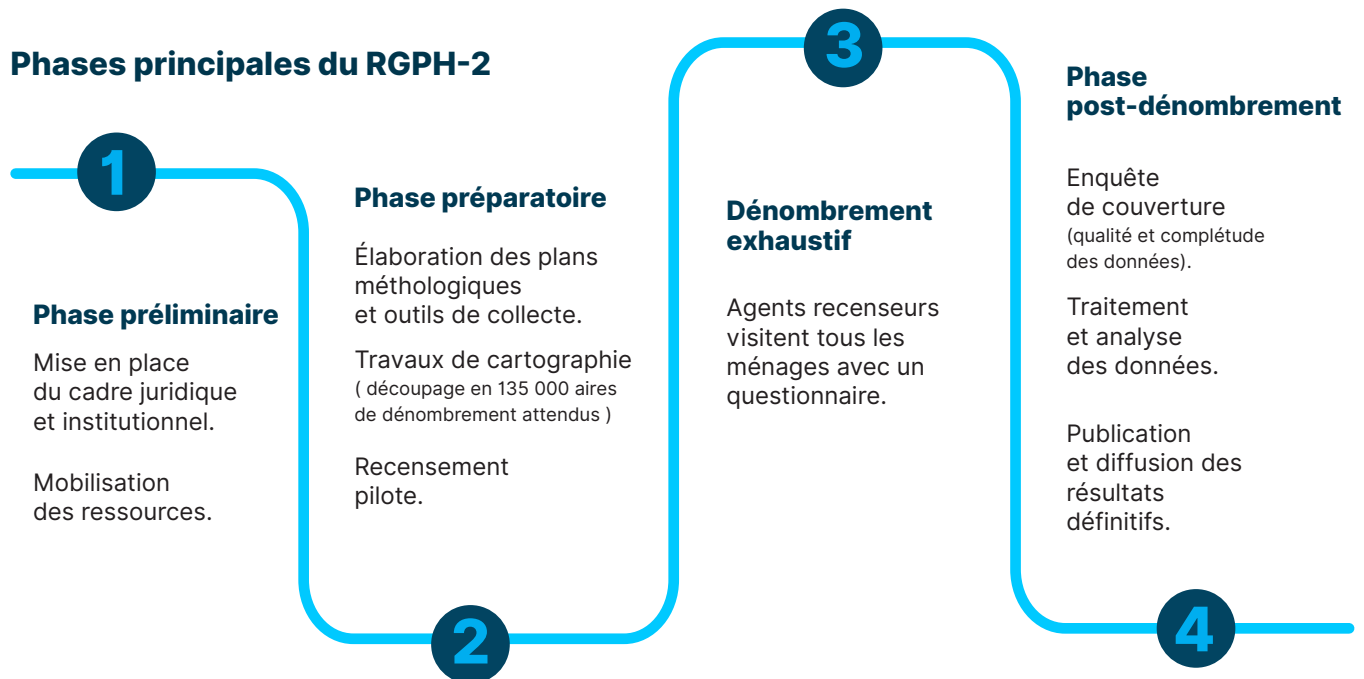 Phases principales du RGPH-2
1
Phase préliminaire
Mise en place
du cadre juridique
et institutionnel.
Mobilisation
des ressources.
Phase préparatoire
Élaboration des plans
méthologiques
et outils de collecte.
Travaux de cartographie
( découpage en 135 000 aires
de dénombrement attendus )
Recensement
pilote.
2
3
Dénombrement
exhaustif
Agents recenseurs
visitent tous les
ménages avec un
questionnaire.
Phase
post-dénombrement
Enquête
de couverture
(qualité et complétude
des données).
Traitement
et analyse
des données.
Publication
et diffusion des
résultats
définitifs.
4